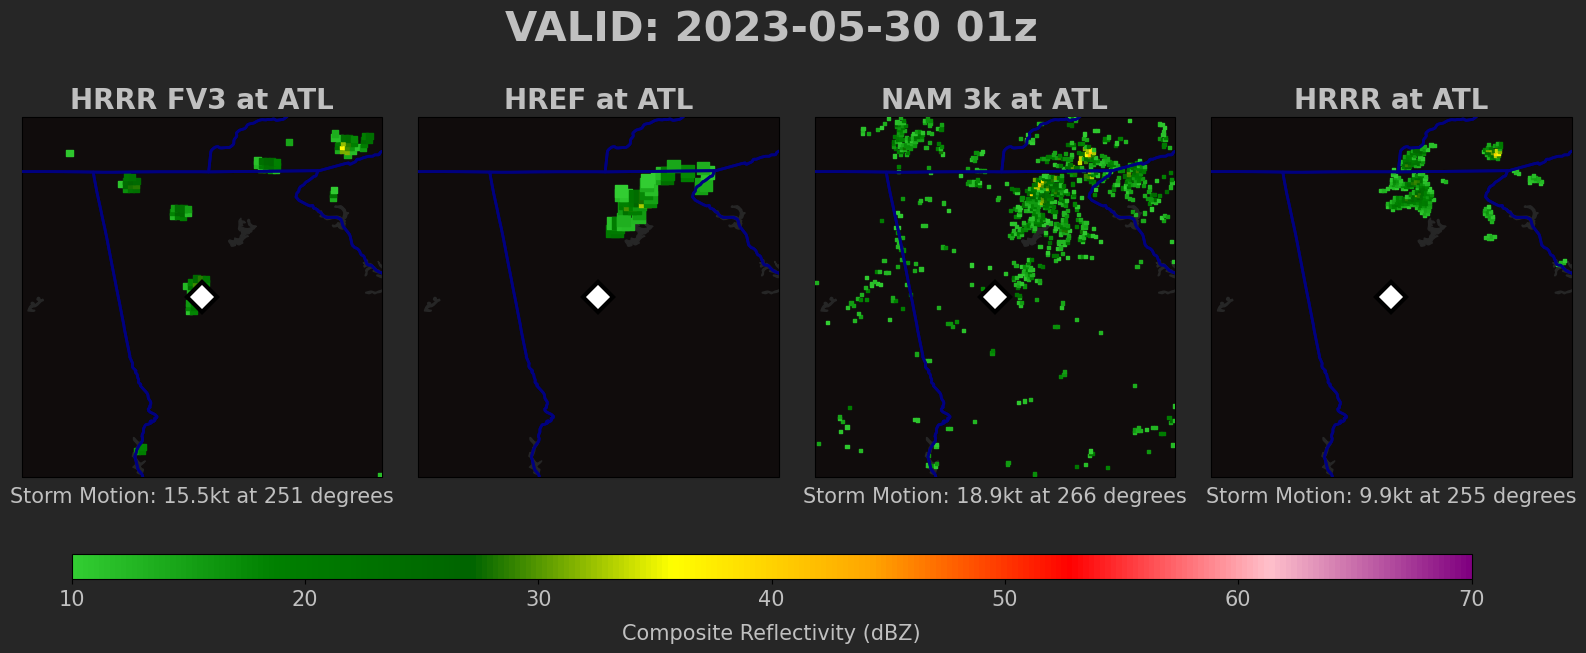 VALID: 2023-05-30 01z
HRRR FV3 at ATL
HREF at ATL
NAM 3k at ATL
HRRR at ATL
Storm Motion: 15.5kt at 251 degrees
Storm Motion: 18.9kt at 266 degrees
Storm Motion: 9.9kt at 255 degrees
10 20 30 40 50 60 70
Composite Reflectivity (dBZ)